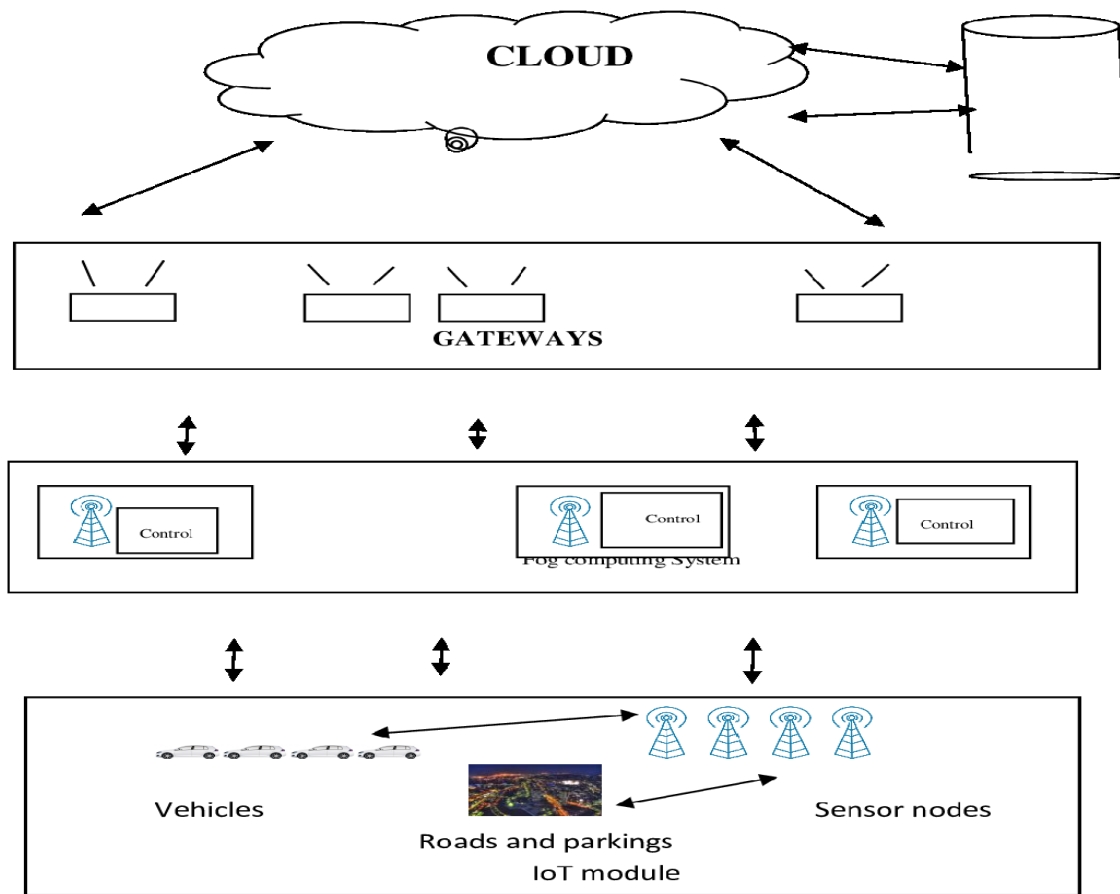 CLOUD
GATEWAYS
Control
Control
Control
Fog computing System
Vehicles
Sensor nodes
Roads and parkings
IoT module